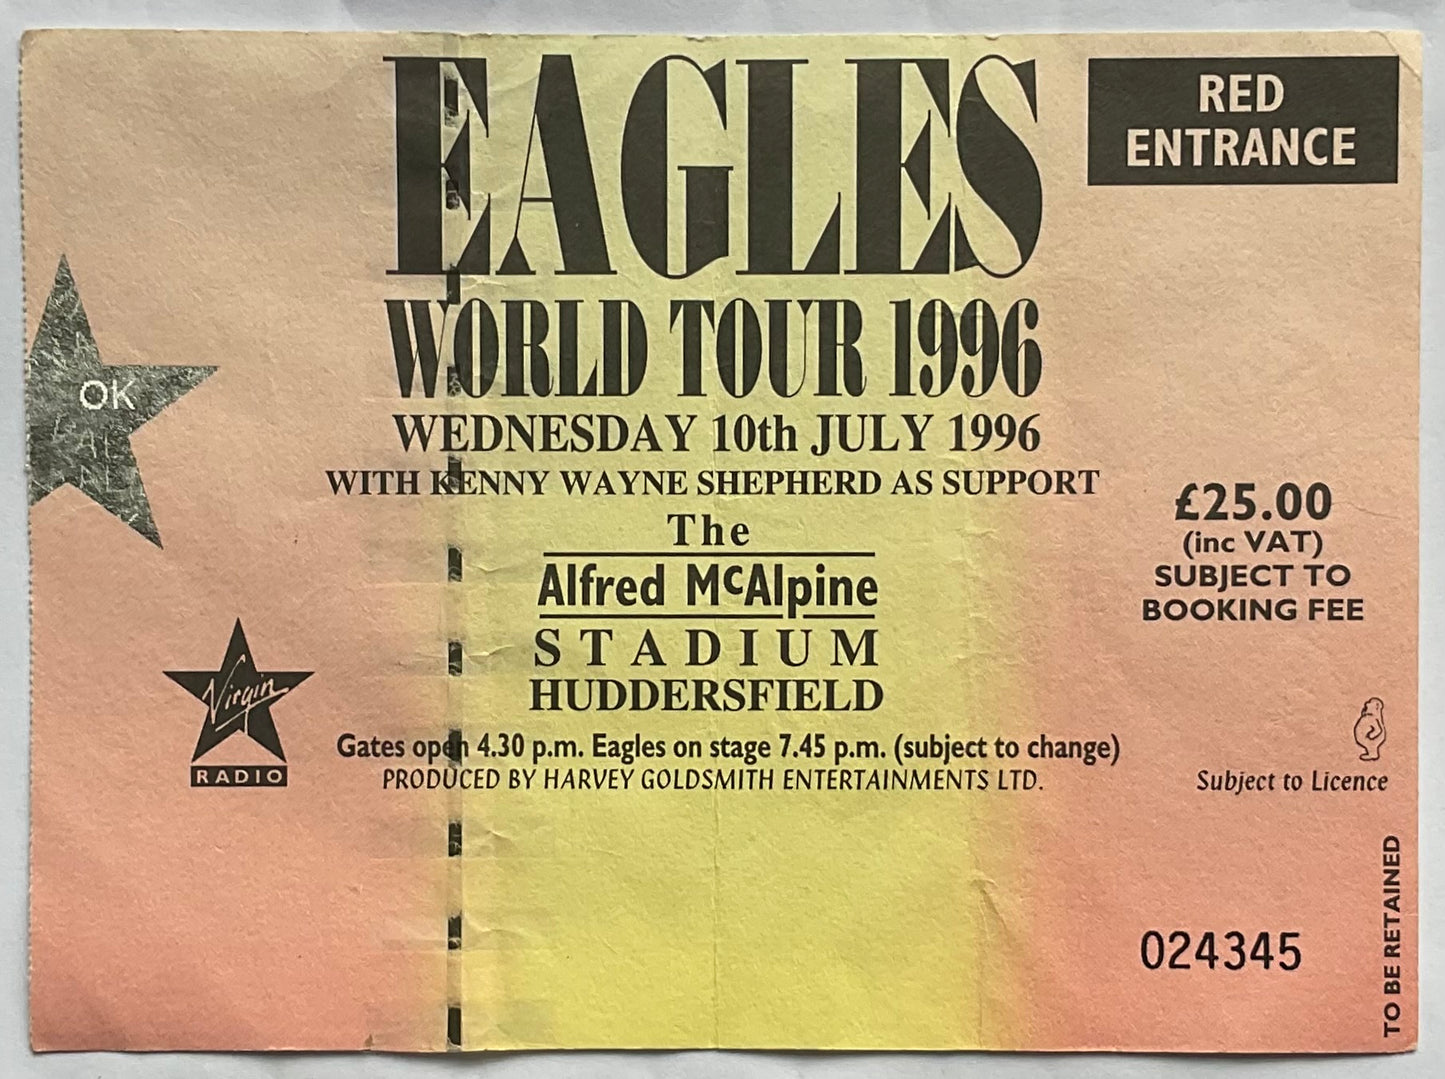 EAGLES
WORLD TOUR 1996
WEDNESDAY 10th JULY 1996
WITH KENNY WAYNE SHEPHERD AS SUPPORT
The
Alfred McAlpine
STADIUM
HUDDERSFIELD
Gates open 4.30 p.m. Eagles on stage 7.45 p.m. (subject to change)
PRODUCED BY HARVEY GOLDSMITH ENTERTAINMENTS LTD.
RED
ENTRANCE
OK
Virgin
RADIO
£25.00
(inc VAT)
SUBJECT TO
BOOKING FEE
Subject to Licence
024345
TO BE RETAINED